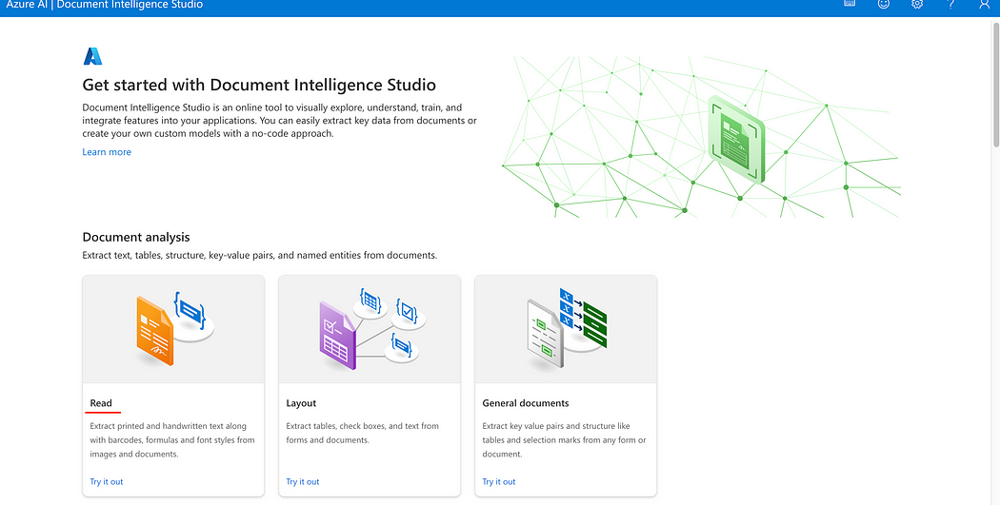 Azure AI | Document Intelligence Studio
Get started with Document Intelligence Studio
Document Intelligence Studio is an online tool to visually explore, understand, train, and
integrate features into your applications. You can easily extract key data from documents or
create your own custom models with a no-code approach.
Learn more
Document analysis
Extract text, tables, structure, key-value pairs, and named entities from documents.
Read
Extract printed and handwritten text along
with barcodes, formulas and font styles from
images and documents.
Try it out
Layout
Extract tables, check boxes, and text from
forms and documents.
Try it out
General documents
Extract key value pairs and structure like
tables and selection marks from any form or
document.
Try it out